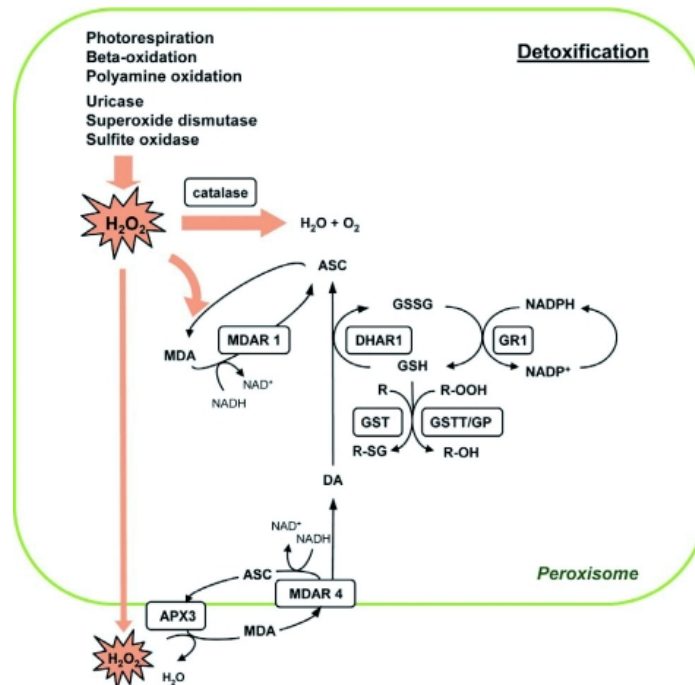 Photorespiration
Beta-oxidation
Polyamine oxidation
Uricase
Superoxide dismutase
Sulfite oxidase
Detoxification
H₂O₂
catalase
H₂O + O₂
ASC
MDA
MDAR 1
NAD⁺
NADH
DHAR1
GSSG
GSH
GR1
NADPH
NADP⁺
R
R-OOH
GST
GSTT/GP
R-SG
R-OH
DA
NAD⁺
NADH
ASC
MDAR 4
Peroxisome
APX3
MDA
H₂O₂
H₂O